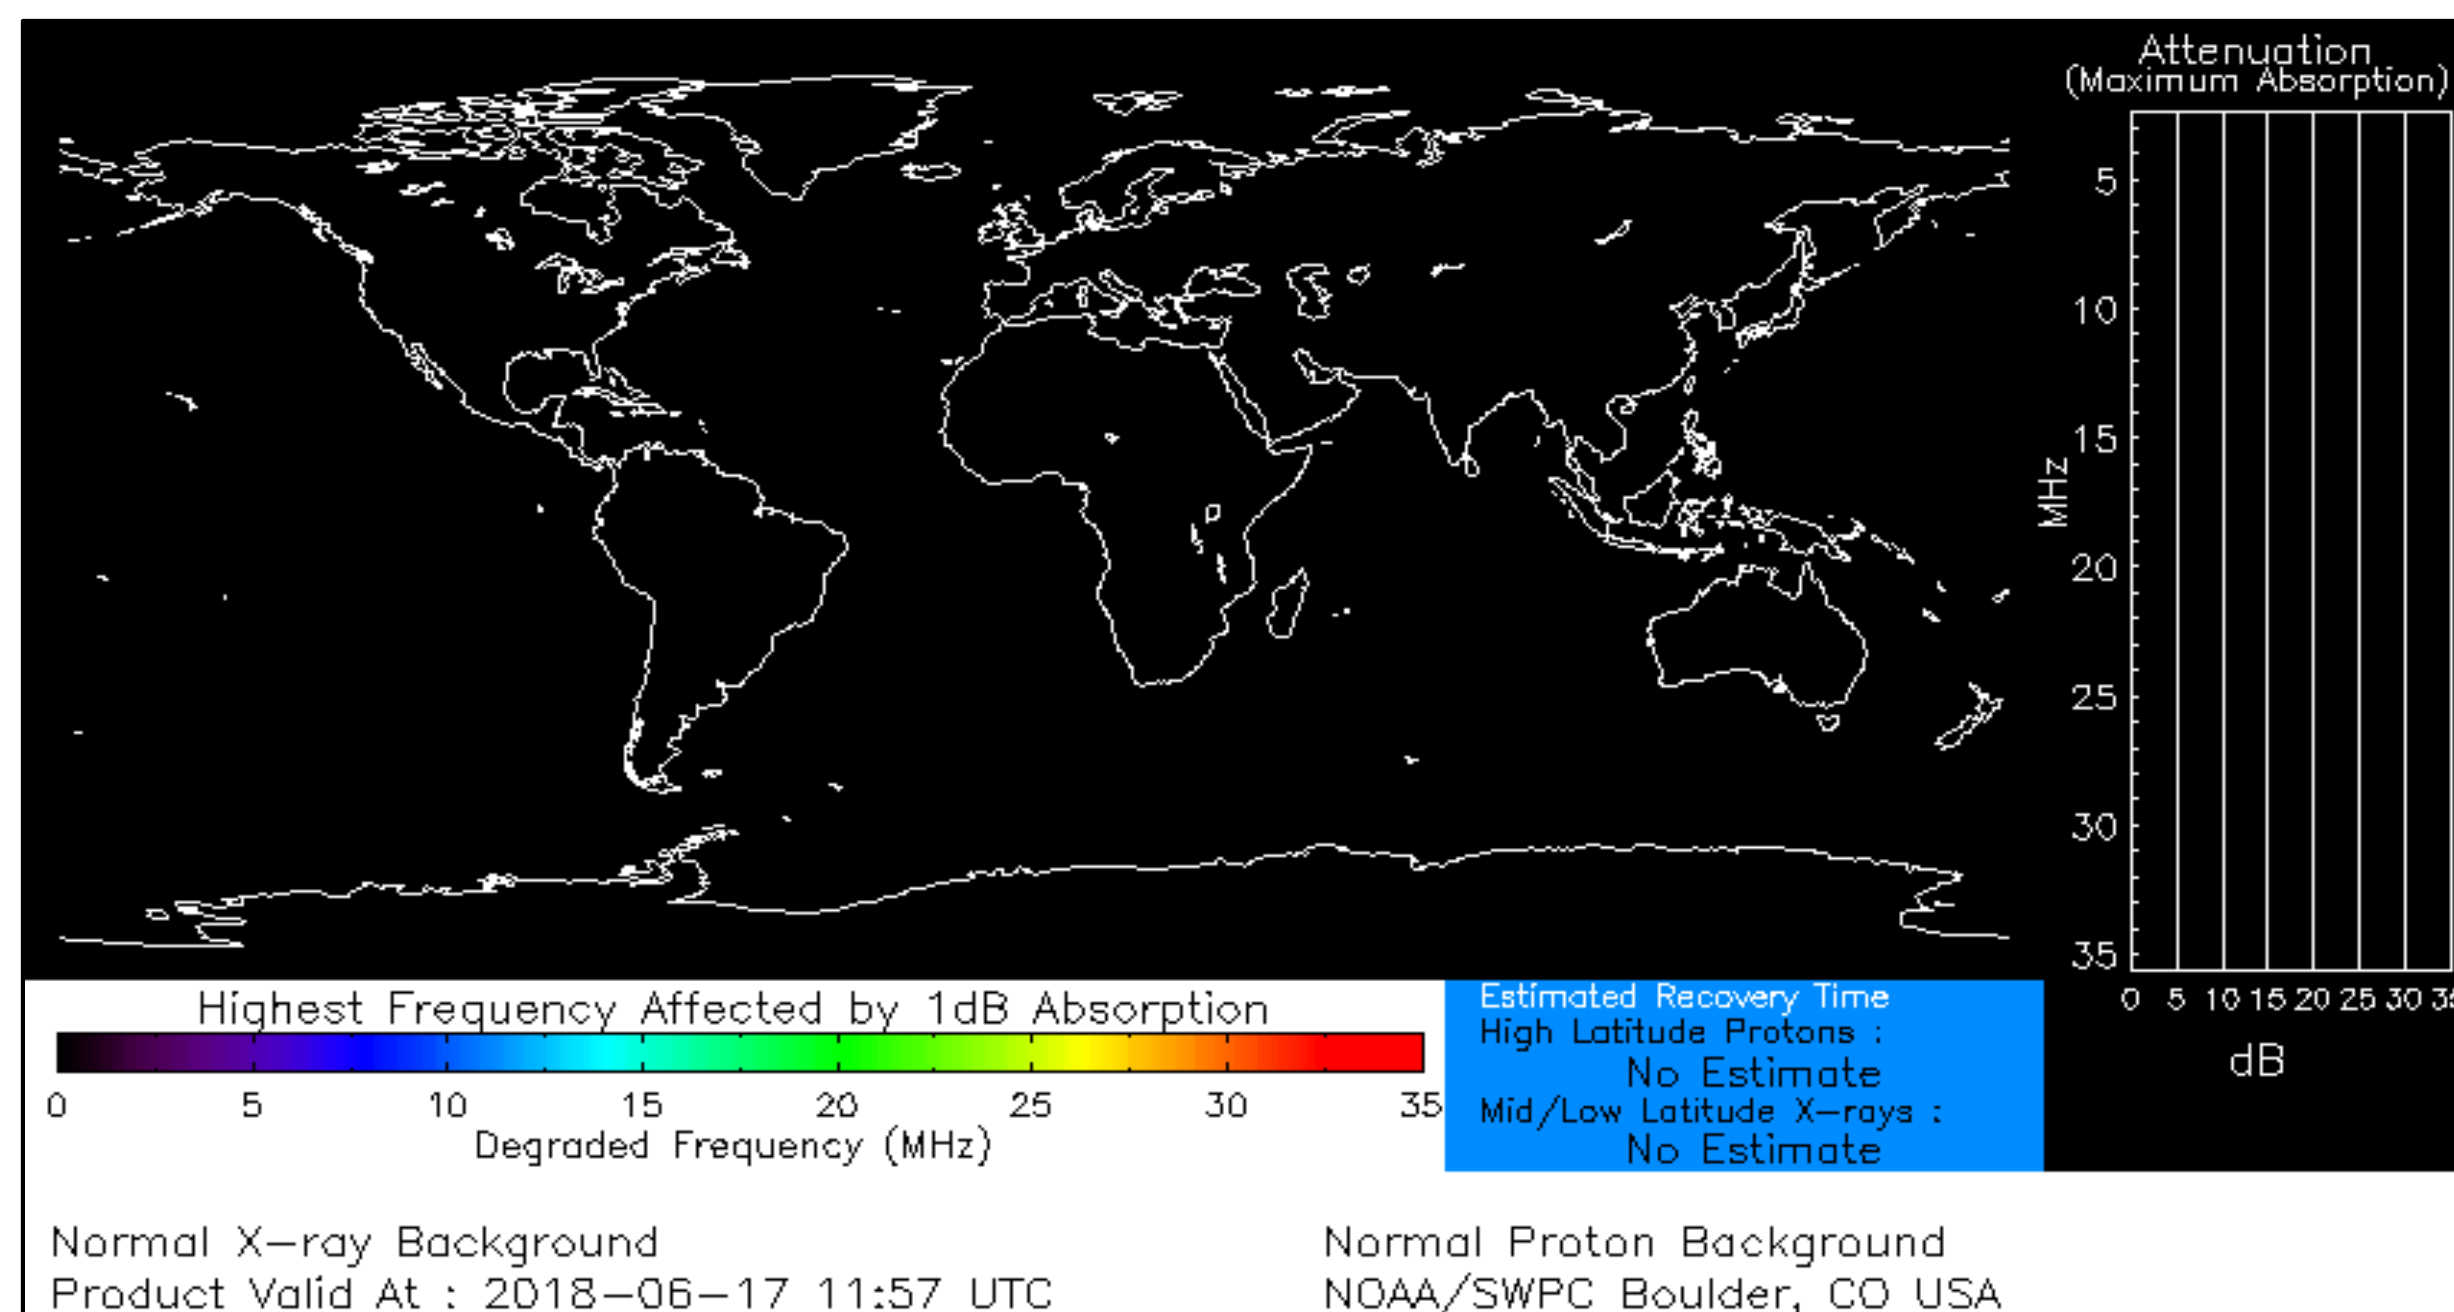 Attenuation
(Maximum Absorption)
5
10
15
20
25
30
35
MHz
0 5 10 15 20 25 30
dB
Highest Frequency Affected by 1dB Absorption
0 5 10 15 20 25 30 35
Degraded Frequency (MHz)
Estimated Recovery Time
High Latitude Protons :
No Estimate
Mid/Low Latitude X-rays :
No Estimate
Normal X-ray Background
Normal Proton Background
Product Valid At : 2018-06-17 11:57 UTC
NOAA/SWPC Boulder, CO USA